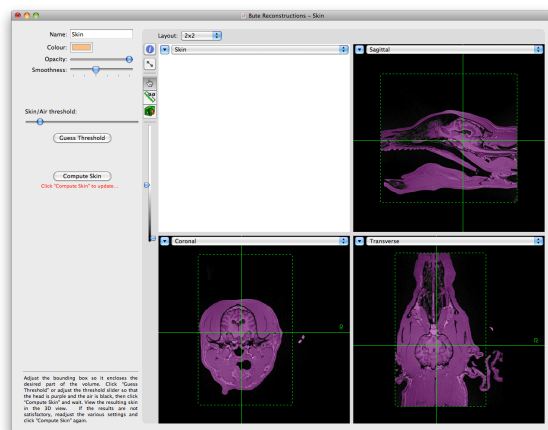 Bute Reconstructions – Skin
Name: Skin
Colour:
Opacity:
Smoothness:
Skin/Air threshold:
Guess Threshold
Compute Skin
Click "Compute Skin" to update...
Adjust the bounding box so it encloses the
desired part of the volume. Click "Guess
Threshold" or adjust the threshold slider so that
the head is purple and the air is black, then click
"Compute Skin" and wait. View the resulting skin
in the 3D view. If the results are not
satisfactory, readjust the various settings and
click "Compute Skin" again.
Layout: 2x2
Skin
Sagittal
Coronal
R
Transverse
R